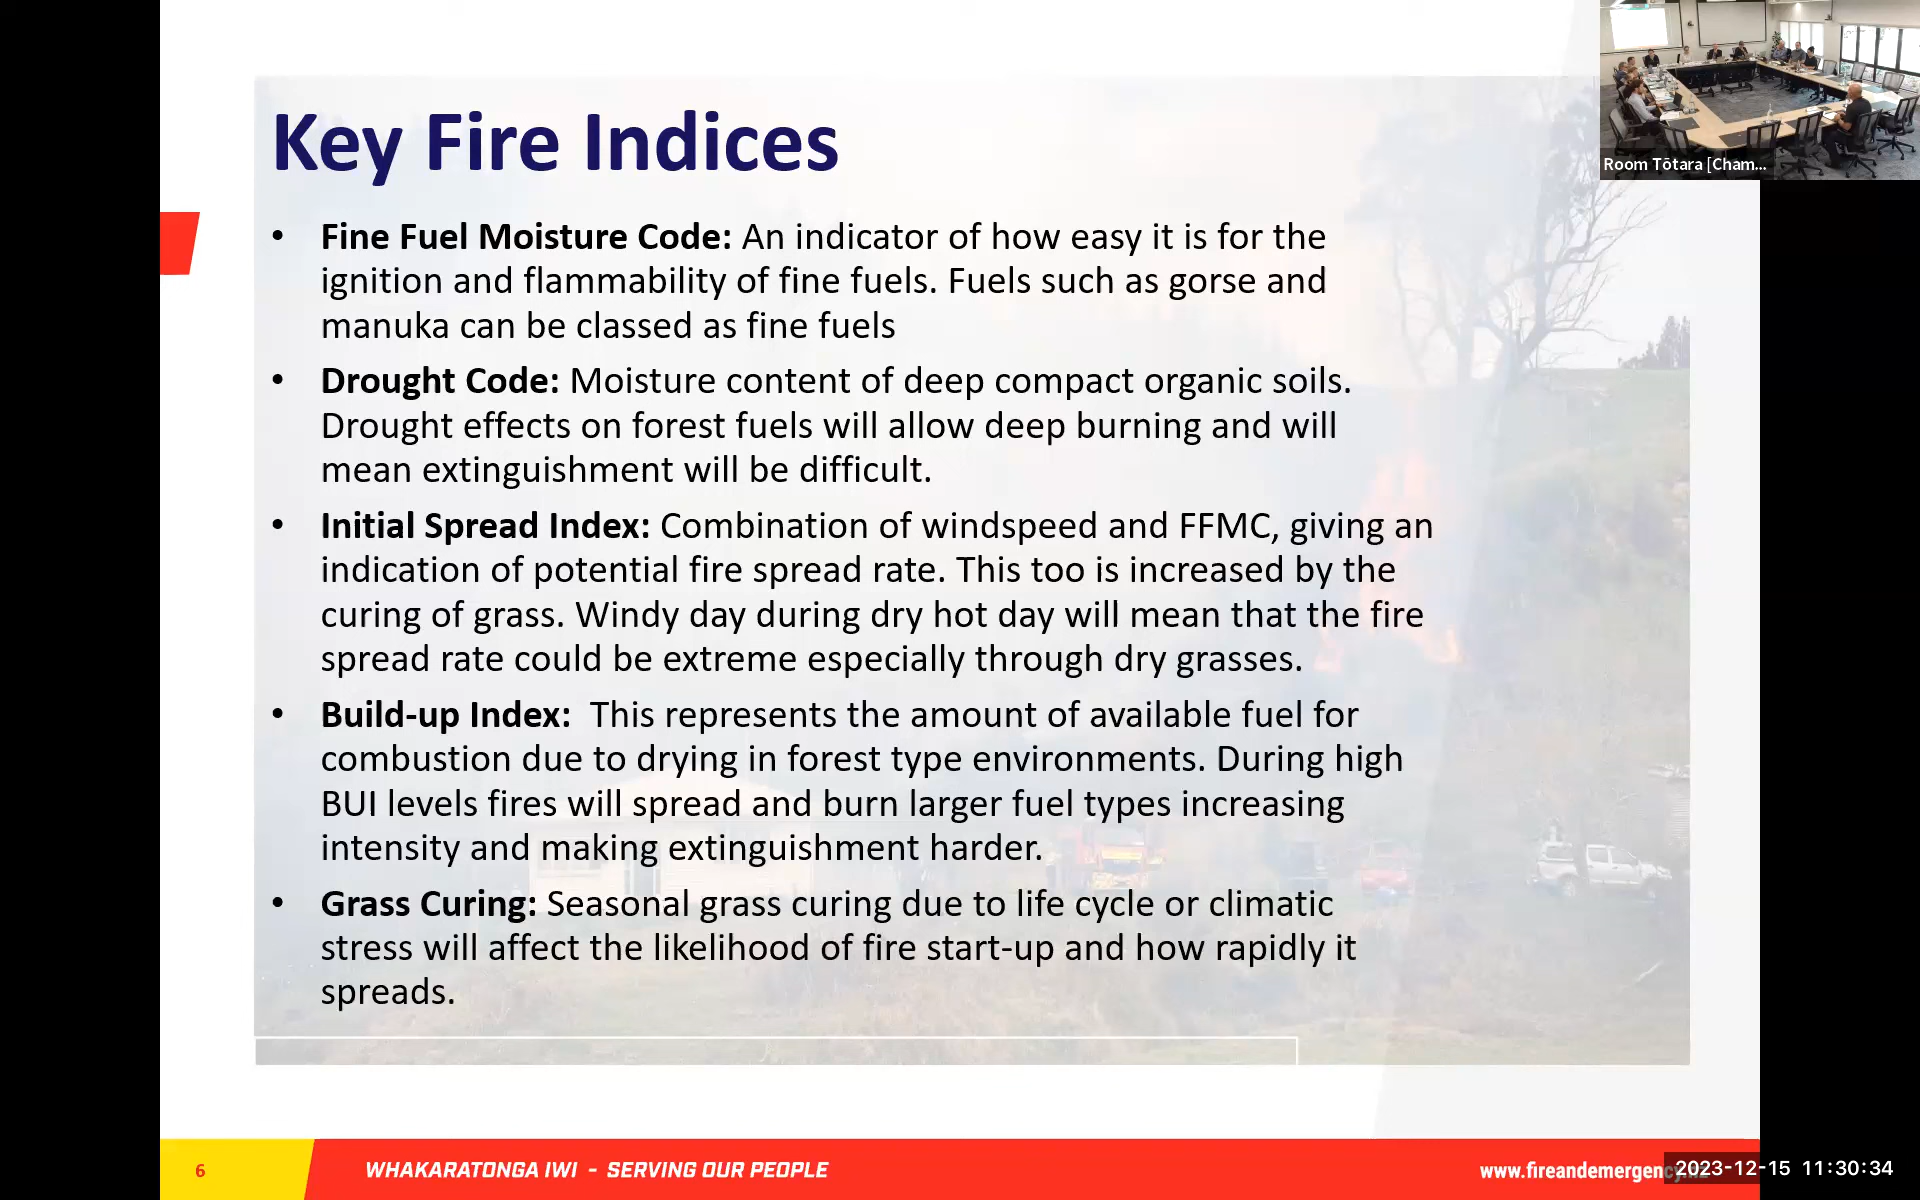 Room Tōtara [Cham...
Key Fire Indices
• Fine Fuel Moisture Code: An indicator of how easy it is for the
ignition and flammability of fine fuels. Fuels such as gorse and
manuka can be classed as fine fuels
• Drought Code: Moisture content of deep compact organic soils.
Drought effects on forest fuels will allow deep burning and will
mean extinguishment will be difficult.
• Initial Spread Index: Combination of windspeed and FFMC, giving an
indication of potential fire spread rate. This too is increased by the
curing of grass. Windy day during dry hot day will mean that the fire
spread rate could be extreme especially through dry grasses.
• Build-up Index: This represents the amount of available fuel for
combustion due to drying in forest type environments. During high
BUI levels fires will spread and burn larger fuel types increasing
intensity and making extinguishment harder.
• Grass Curing: Seasonal grass curing due to life cycle or climatic
stress will affect the likelihood of fire start-up and how rapidly it
spreads.
6
WHAKARATONGA IWI - SERVING OUR PEOPLE
www.fireandemergen
2023-12-15 11:30:34